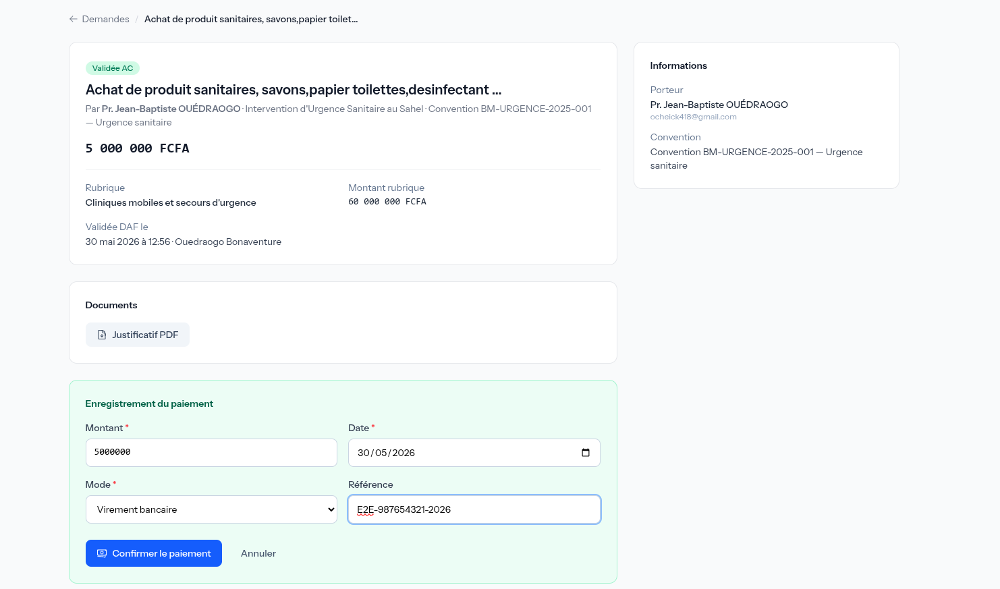 ← Demandes / Achat de produit sanitaires, savons,papier toilet...
Validée AC
Achat de produit sanitaires, savons,papier toilettes,desinfectant ...
Par Pr. Jean-Baptiste OUÉDRAOGO · Intervention d'Urgence Sanitaire au Sahel · Convention BM-URGENCE-2025-001
— Urgence sanitaire
5 000 000 FCFA
Rubrique
Cliniques mobiles et secours d'urgence
Montant rubrique
60 000 000 FCFA
Validée DAF le
30 mai 2026 à 12:56 · Ouedraogo Bonaventure
Documents
Justificatif PDF
Enregistrement du paiement
Montant *
5000000
Date *
30/05/2026
Mode *
Virement bancaire
Référence
E2E-987654321-2026
Confirmer le paiement
Annuler
Informations
Porteur
Pr. Jean-Baptiste OUÉDRAOGO
ocheick418@gmail.com
Convention
Convention BM-URGENCE-2025-001 — Urgence
sanitaire